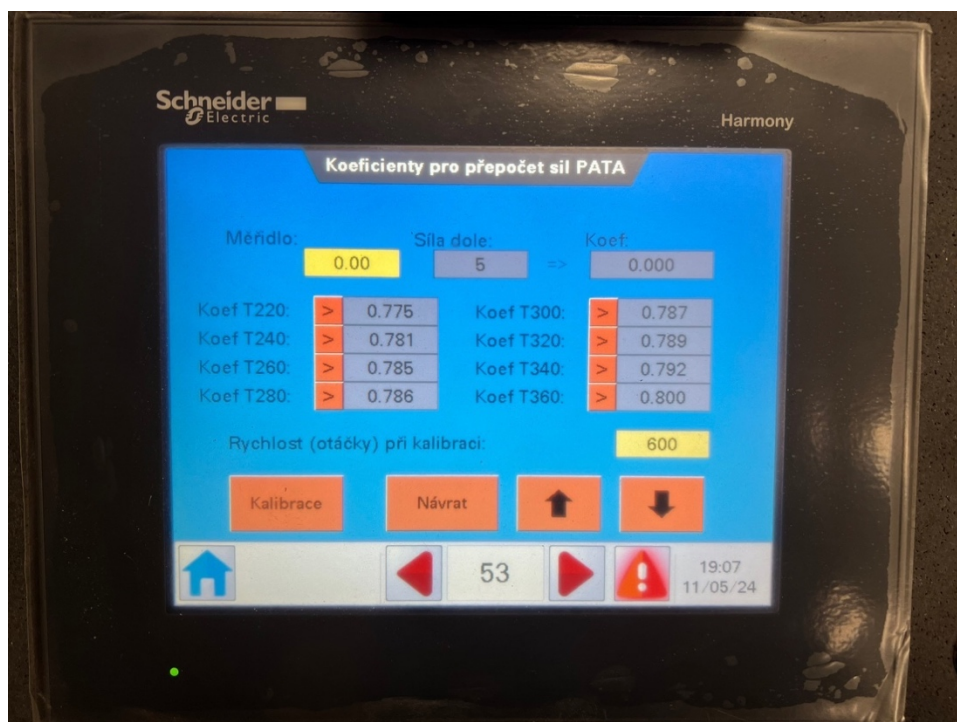 Schneider
Electric
Harmony
Koeficienty pro přepočet sil PATA
Měřidlo: Síla dole: Koef:
0.00 5 => 0.000
Koef T220: > 0.775 Koef T300: > 0.787
Koef T240: > 0.781 Koef T320: > 0.789
Koef T260: > 0.785 Koef T340: > 0.792
Koef T280: > 0.786 Koef T360: > 0.800
Rychlost (otáčky) při kalibraci: 600
Kalibrace Návrat
53
19:07
11/05/24